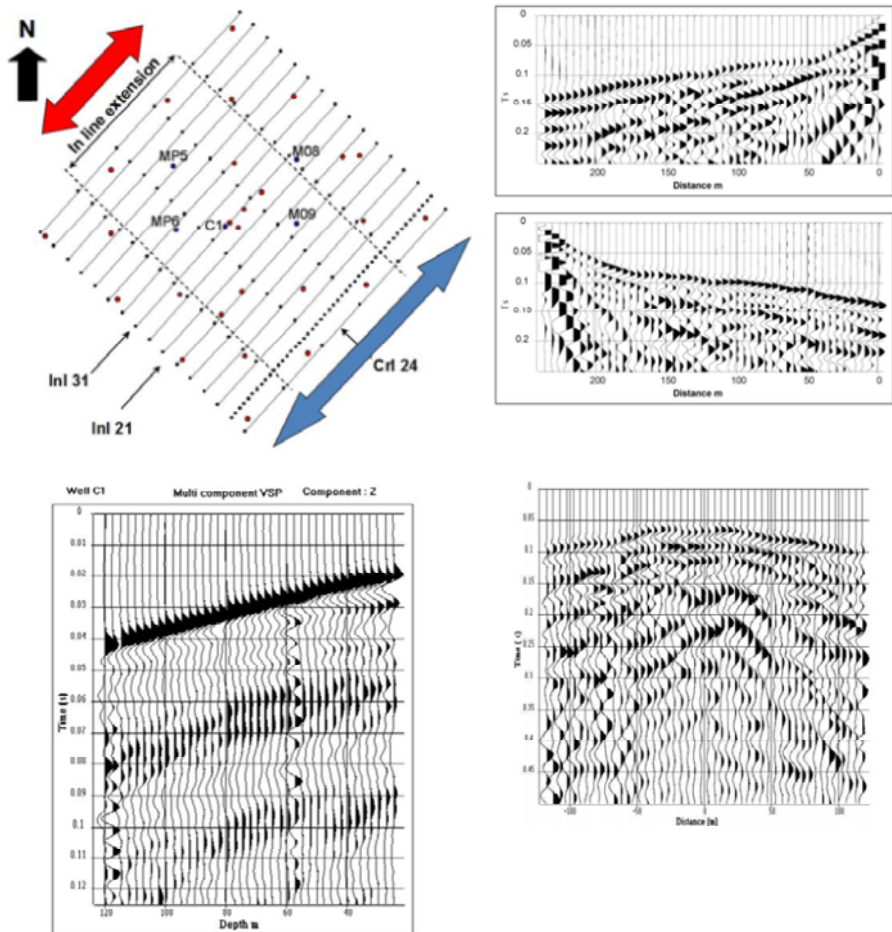 N
In line extension
MP5
M08
MP6
C1
M09
Crl 24
Inl 31
Inl 21
0
0.05
0.1
0.15
0.2
Ts
200
150
100
50
0
Distance m
0
0.05
0.1
0.15
0.2
Ts
200
150
100
50
0
Distance m
Well C1 Multi component VSP Component : Z
0
0.01
0.02
0.03
0.04
0.05
0.06
0.07
0.08
0.09
0.1
0.11
0.12
Time (s)
120 100 80 60 40
Depth m
0
0.05
0.1
0.15
0.2
0.25
0.3
0.35
0.4
0.45
Time (s)
-100 -50 0 50 100
Distance (m)